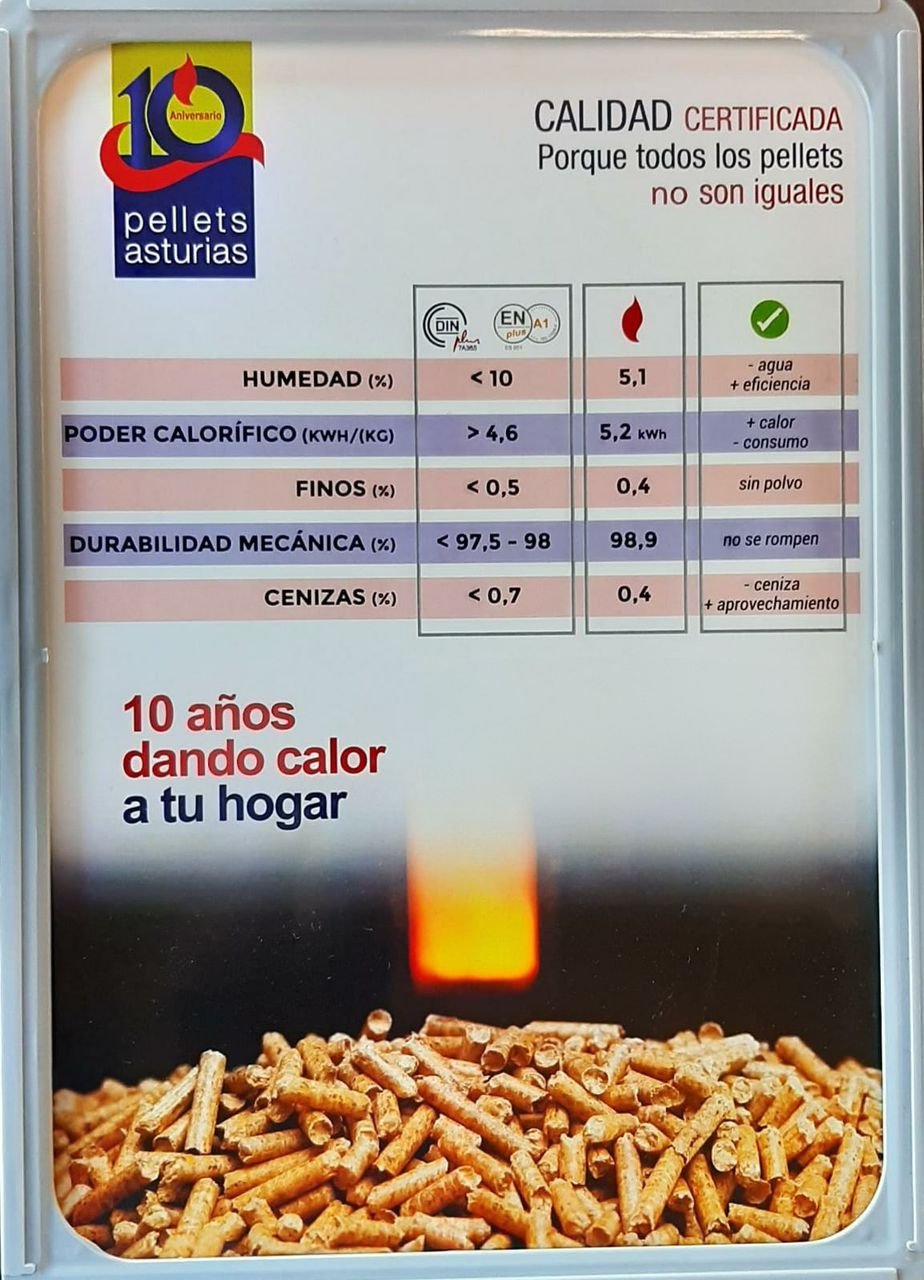 10
Aniversario
pellets
asturias
CALIDAD CERTIFICADA
Porque todos los pellets
no son iguales
DIN plus 7A365 EN plus A1
HUMEDAD (%) < 10 5,1 - agua
+ eficiencia
PODER CALORÍFICO (KWH/(KG) > 4,6 5,2 kWh + calor
- consumo
FINOS (%) < 0,5 0,4 sin polvo
DURABILIDAD MECÁNICA (%) < 97,5 - 98 98,9 no se rompen
CENIZAS (%) < 0,7 0,4 - ceniza
+ aprovechamiento
10 años
dando calor
a tu hogar